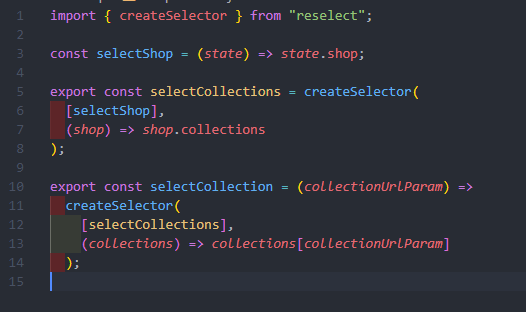 1 import { createSelector } from "reselect";
2
3 const selectShop = (state) => state.shop;
4
5 export const selectCollections = createSelector(
6   [selectShop],
7   (shop) => shop.collections
8 );
9
10 export const selectCollection = (collectionUrlParam) =>
11   createSelector(
12     [selectCollections],
13     (collections) => collections[collectionUrlParam]
14   );
15